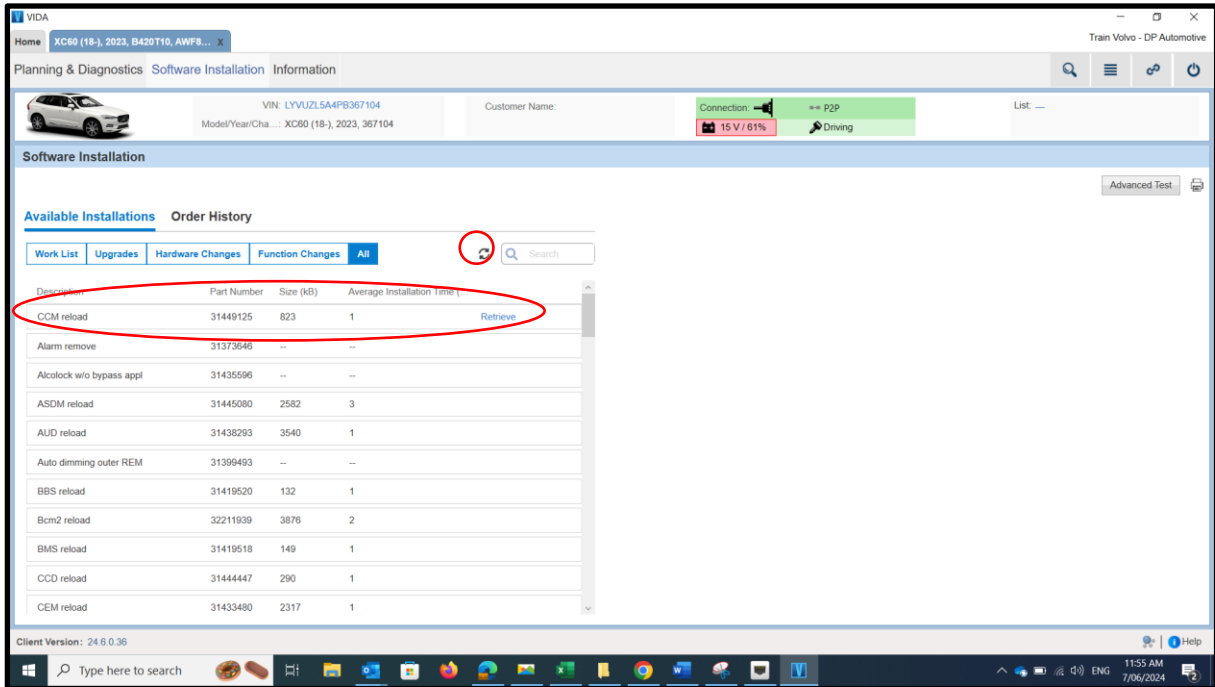 VIDA
Home XC60 (18-), 2023, B420T10, AWF8... X Train Volvo - DP Automotive
Planning & Diagnostics Software Installation Information
VIN: LYVUZL5A4PB367104 Customer Name: Connection: P2P List: ---
Model/Year/Cha...: XC60 (18-), 2023, 367104 15 V / 61% Driving
Software Installation
Advanced Test
Available Installations Order History
Work List Upgrades Hardware Changes Function Changes All Search
Description Part Number Size (kB) Average Installation Time (...
CCM reload 31449125 823 1 Retrieve
Alarm remove 31373646 -- --
Alcolock w/o bypass appl 31435596 -- --
ASDM reload 31445080 2582 3
AUD reload 31438293 3540 1
Auto dimming outer REM 31399493 -- --
BBS reload 31419520 132 1
Bcm2 reload 32211939 3876 2
BMS reload 31419518 149 1
CCD reload 31444447 290 1
CEM reload 31433480 2317 1
Client Version: 24.6.0.36 Help
Type here to search ENG 11:55 AM
7/06/2024 2